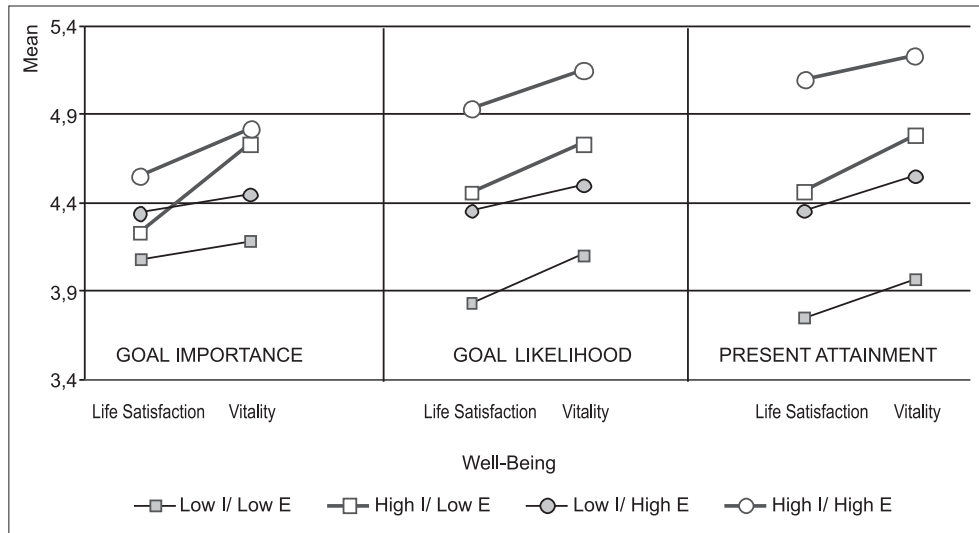 Mean
5,4
4,9
4,4
3,9
3,4
GOAL IMPORTANCE GOAL LIKELIHOOD PRESENT ATTAINMENT
Life Satisfaction Vitality Life Satisfaction Vitality Life Satisfaction Vitality
Well-Being
Low I/ Low E High I/ Low E Low I/ High E High I/ High E